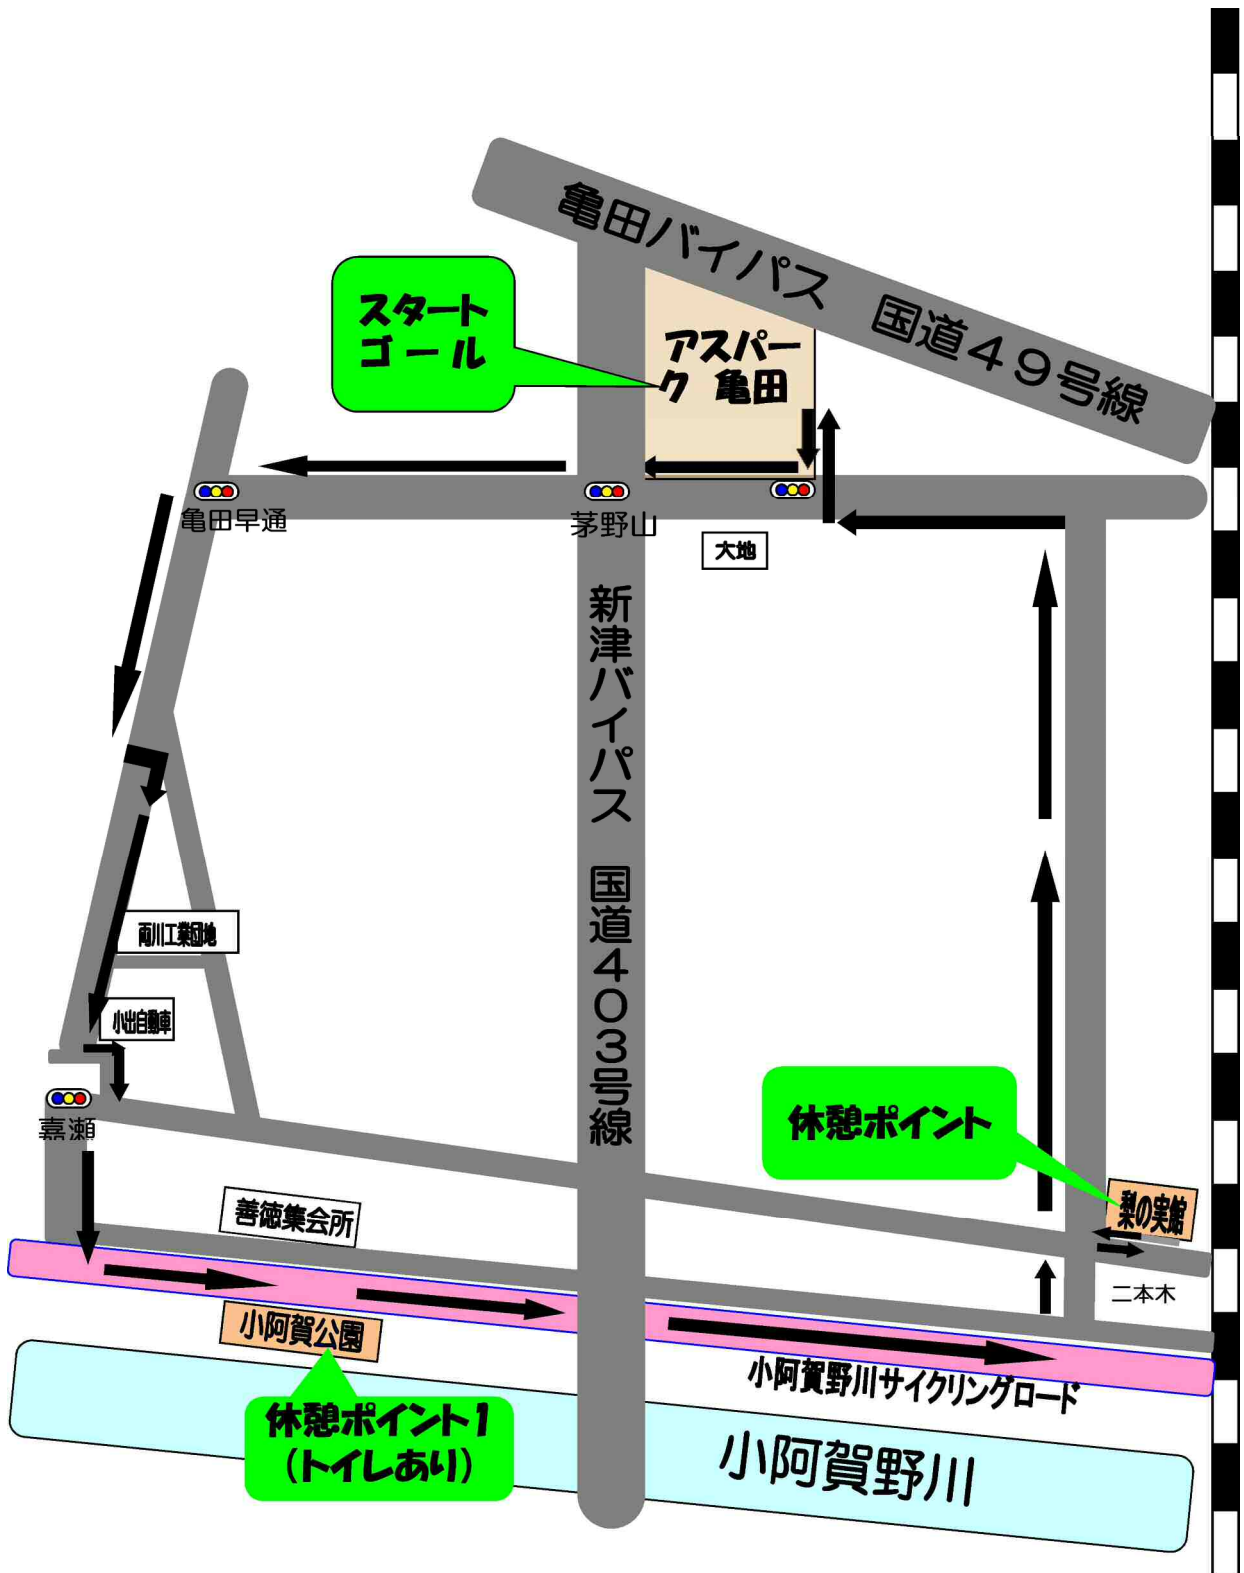 亀田バイパス　国道４９号線
スタート
ゴール
アスパー
ク 亀田
亀田早通
茅野山
大地
新津バイパス　国道４０３号線
両川工業団地
小出自動車
嘉瀬
休憩ポイント
梨の実館
善徳集会所
二本木
小阿賀公園
小阿賀野川サイクリングロード
休憩ポイント1
(トイレあり)
小阿賀野川